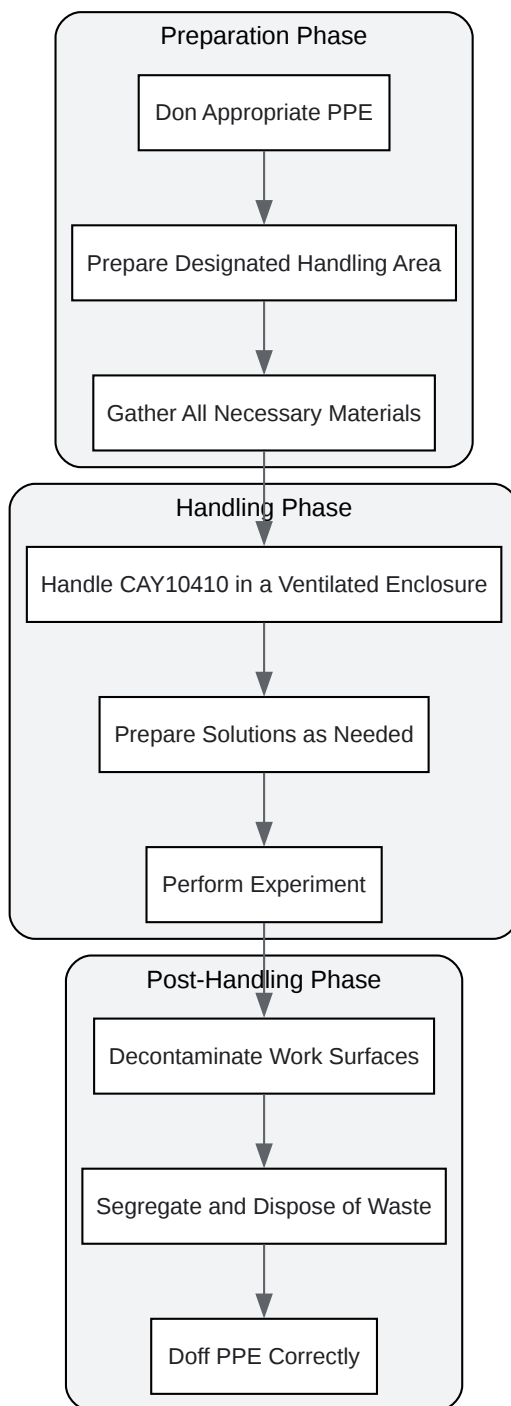 Preparation Phase
Don Appropriate PPE
Prepare Designated Handling Area
Gather All Necessary Materials
Handling Phase
Handle CAY10410 in a Ventilated Enclosure
Prepare Solutions as Needed
Perform Experiment
Post-Handling Phase
Decontaminate Work Surfaces
Segregate and Dispose of Waste
Doff PPE Correctly